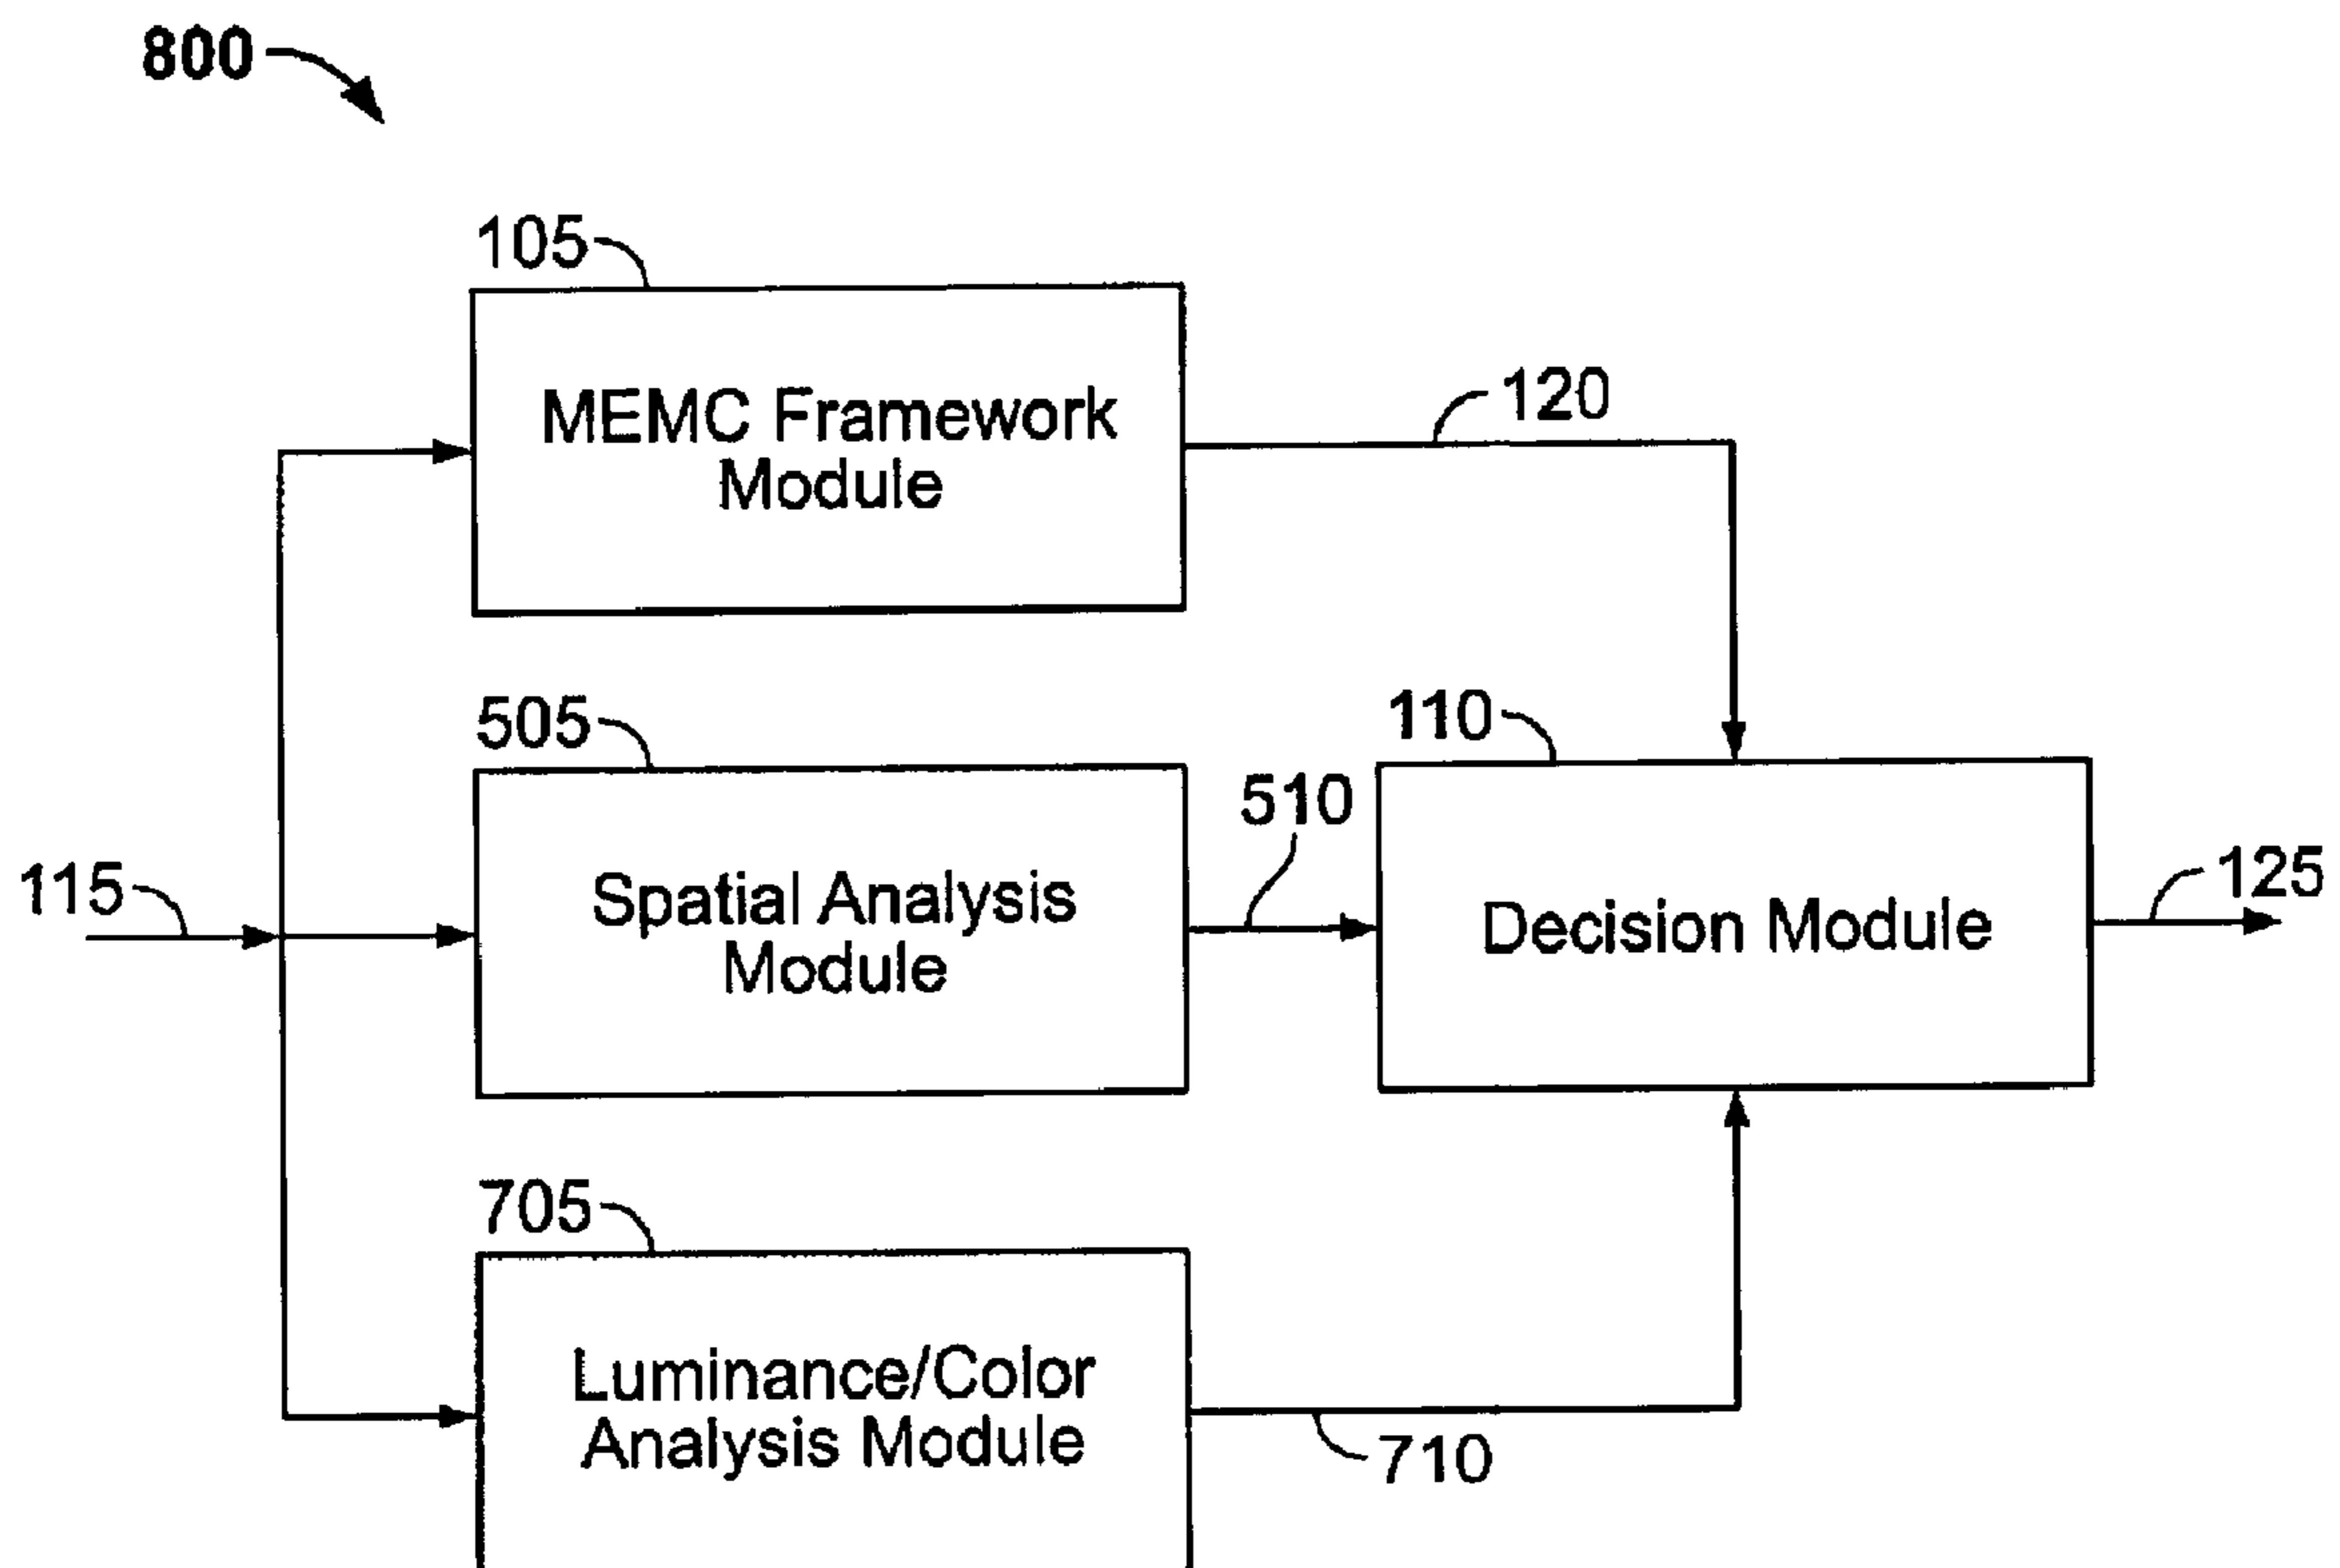 800
105
MEMC Framework
Module
120
505
Spatial Analysis
Module
510
110
Decision Module
115
125
705
Luminance/Color
Analysis Module
710